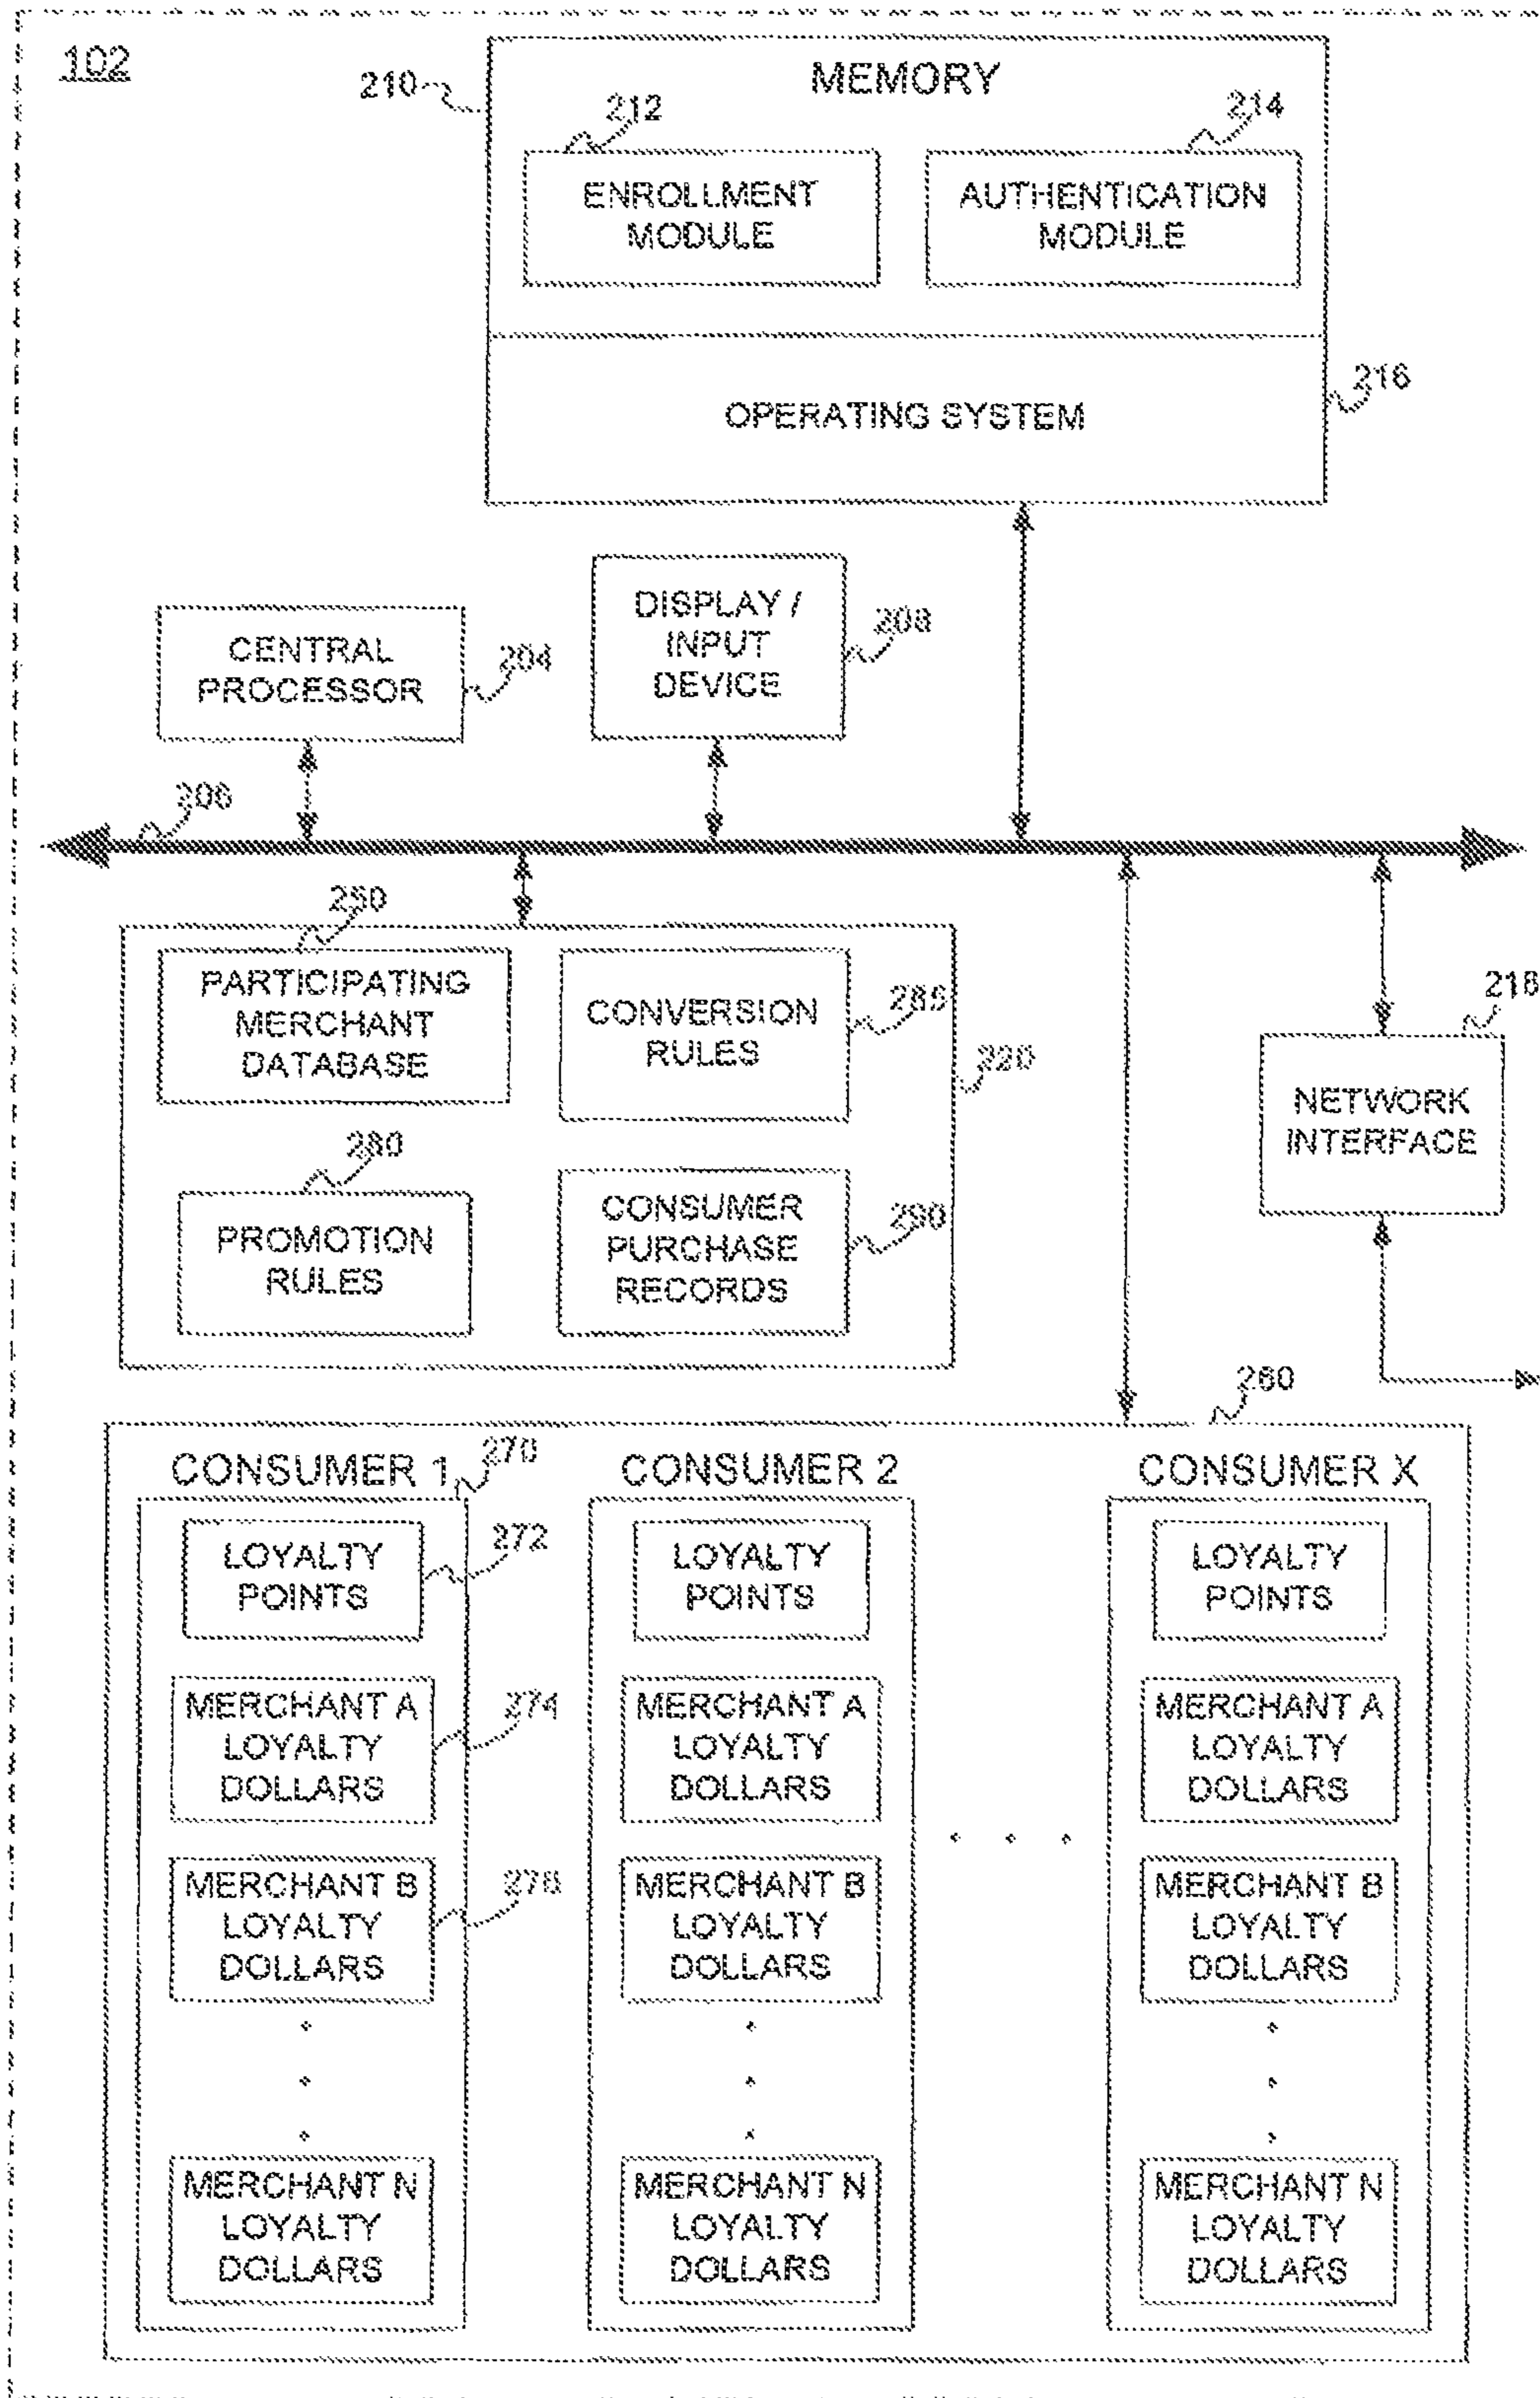 102
MEMORY
210
212
214
ENROLLMENT
MODULE
AUTHENTICATION
MODULE
OPERATING SYSTEM
216
CENTRAL
PROCESSOR
204
DISPLAY /
INPUT
DEVICE
208
206
250
PARTICIPATING
MERCHANT
DATABASE
CONVERSION
RULES
285
220
218
NETWORK
INTERFACE
280
PROMOTION
RULES
CONSUMER
PURCHASE
RECORDS
290
260
CONSUMER 1
270
CONSUMER 2
CONSUMER X
LOYALTY
POINTS
272
LOYALTY
POINTS
LOYALTY
POINTS
MERCHANT A
LOYALTY
DOLLARS
274
MERCHANT A
LOYALTY
DOLLARS
MERCHANT A
LOYALTY
DOLLARS
MERCHANT B
LOYALTY
DOLLARS
MERCHANT B
LOYALTY
DOLLARS
MERCHANT B
LOYALTY
DOLLARS
MERCHANT N
LOYALTY
DOLLARS
MERCHANT N
LOYALTY
DOLLARS
MERCHANT N
LOYALTY
DOLLARS